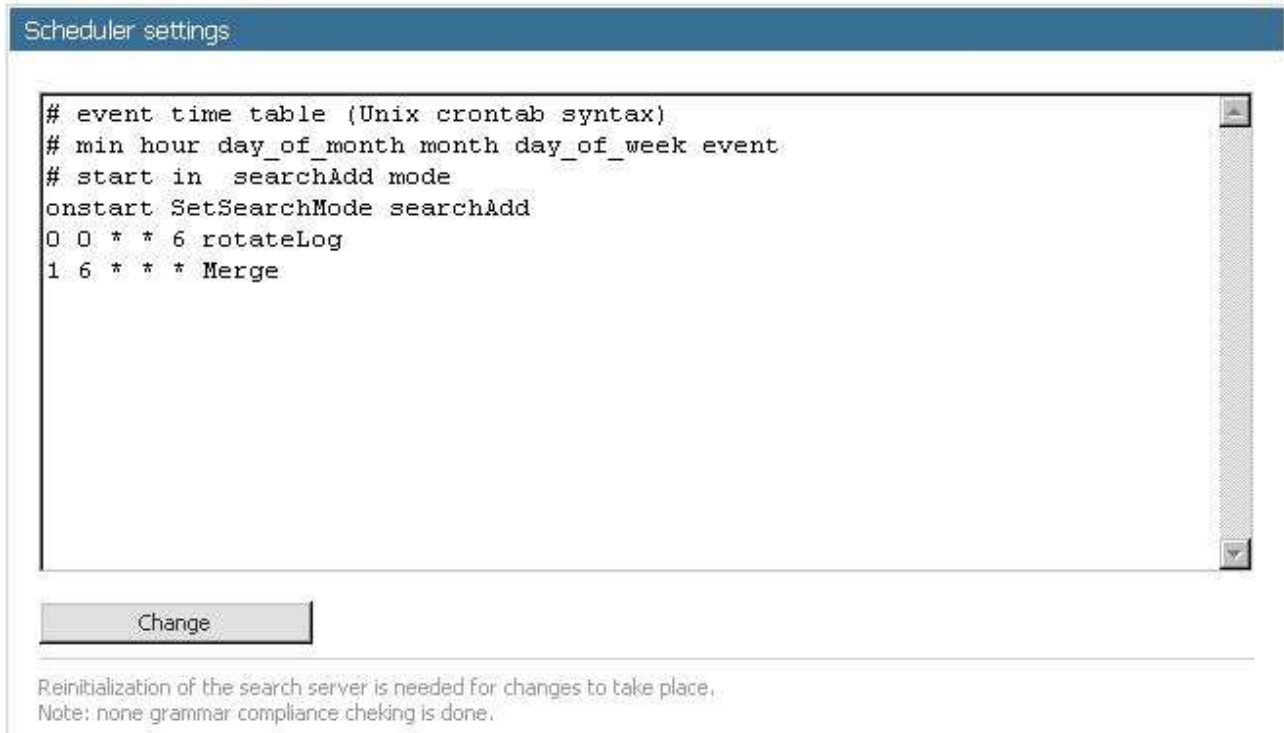 Scheduler settings
# event time table (Unix crontab syntax)
# min hour day_of_month month day_of_week event
# start in  searchAdd mode
onstart SetSearchMode searchAdd
0 0 * * 6 rotateLog
1 6 * * * Merge
Change
Reinitialization of the search server is needed for changes to take place.
Note: none grammar compliance cheking is done.